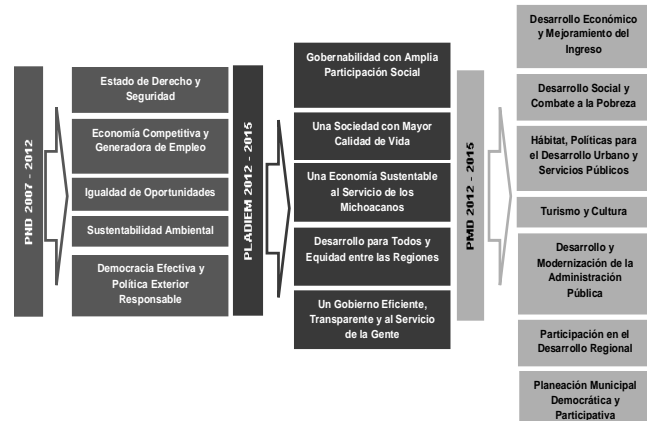 PND 2007 - 2012
Estado de Derecho y
Seguridad
Economía Competitiva y
Generadora de Empleo
Igualdad de Oportunidades
Sustentabilidad Ambiental
Democracia Efectiva y
Política Exterior
Responsable
PLADIEM 2012 - 2015
Gobernabilidad con Amplia
Participación Social
Una Sociedad con Mayor
Calidad de Vida
Una Economía Sustentable
al Servicio de los
Michoacanos
Desarrollo para Todos y
Equidad entre las Regiones
Un Gobierno Eficiente,
Transparente y al Servicio
de la Gente
PMD 2012 - 2015
Desarrollo Económico
y Mejoramiento del
Ingreso
Desarrollo Social y
Combate a la Pobreza
Hábitat, Políticas para
el Desarrollo Urbano y
Servicios Públicos
Turismo y Cultura
Desarrollo y
Modernización de la
Administración
Pública
Participación en el
Desarrollo Regional
Planeación Municipal
Democrática y
Participativa